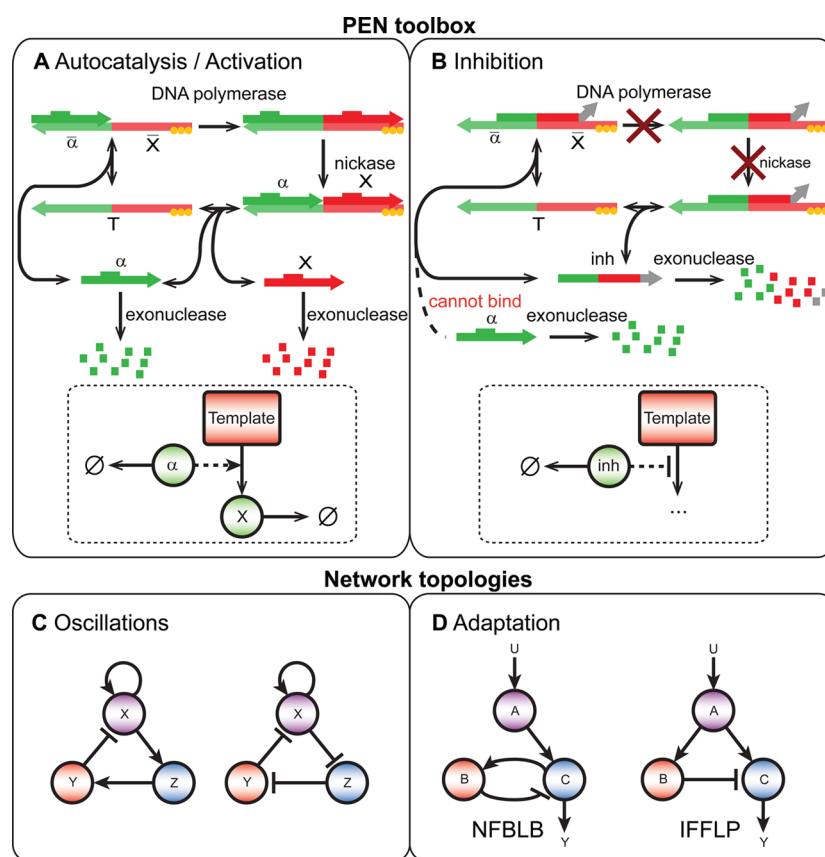 PEN toolbox
A Autocatalysis / Activation
DNA polymerase
α̅
X̅
nickase
α
X
T
α
X
exonuclease
exonuclease
Template
∅
α
X
∅
B Inhibition
DNA polymerase
α̅
X̅
nickase
T
inh
exonuclease
cannot bind
α
exonuclease
Template
∅
inh
...
Network topologies
C Oscillations
X
Y
Z
X
Y
Z
D Adaptation
U
A
B
C
NFBLB
Y
U
A
B
C
IFFLP
Y